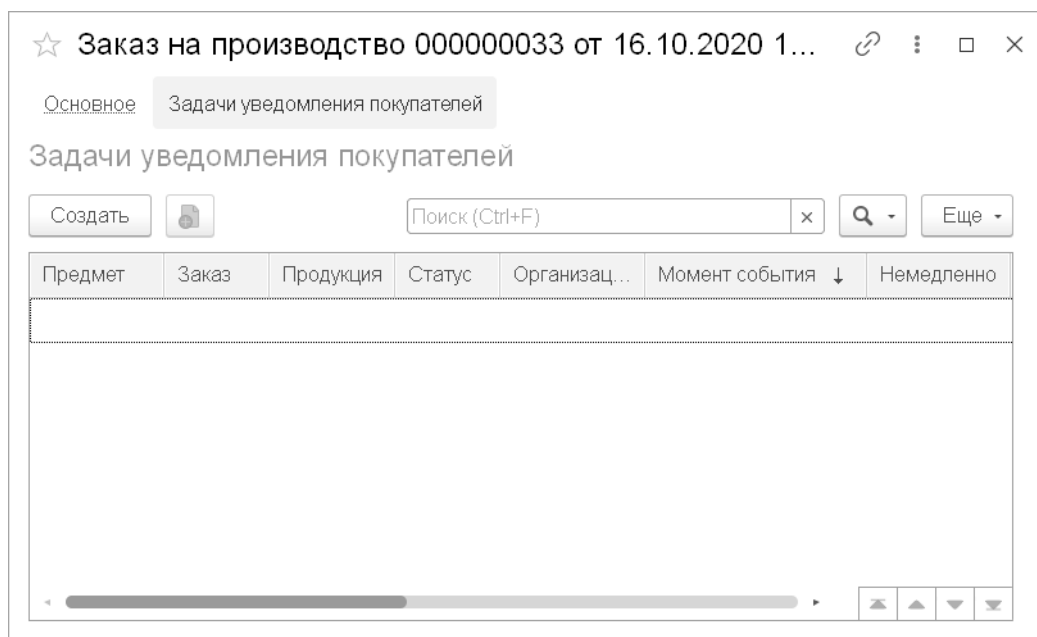 Заказ на производство 000000033 от 16.10.2020 1...
Основное Задачи уведомления покупателей
Задачи уведомления покупателей
Создать Поиск (Ctrl+F) Еще
Предмет Заказ Продукция Статус Организац... Момент события ↓ Немедленно